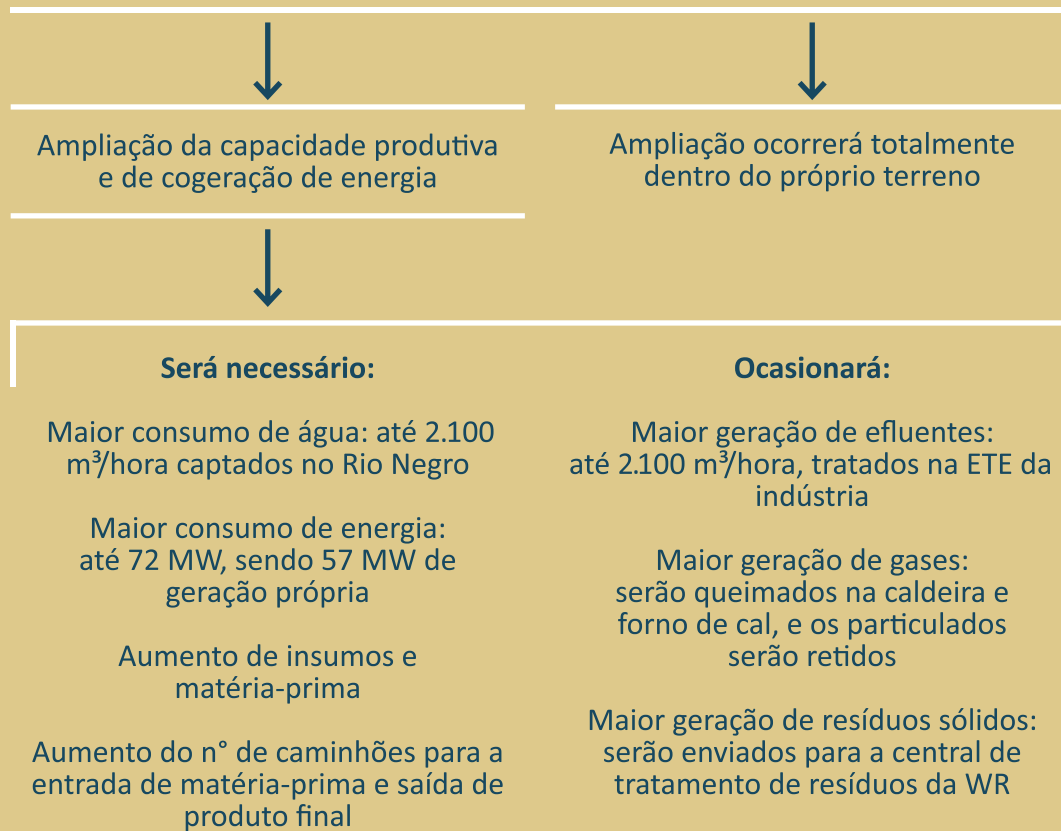 Ampliação da capacidade produtiva
e de cogeração de energia
Ampliação ocorrerá totalmente
dentro do próprio terreno
Será necessário:
Maior consumo de água: até 2.100
m³/hora captados no Rio Negro
Maior consumo de energia:
até 72 MW, sendo 57 MW de
geração própria
Aumento de insumos e
matéria-prima
Aumento do n° de caminhões para a
entrada de matéria-prima e saída de
produto final
Ocasionará:
Maior geração de efluentes:
até 2.100 m³/hora, tratados na ETE da
indústria
Maior geração de gases:
serão queimados na caldeira e
forno de cal, e os particulados
serão retidos
Maior geração de resíduos sólidos:
serão enviados para a central de
tratamento de resíduos da WR